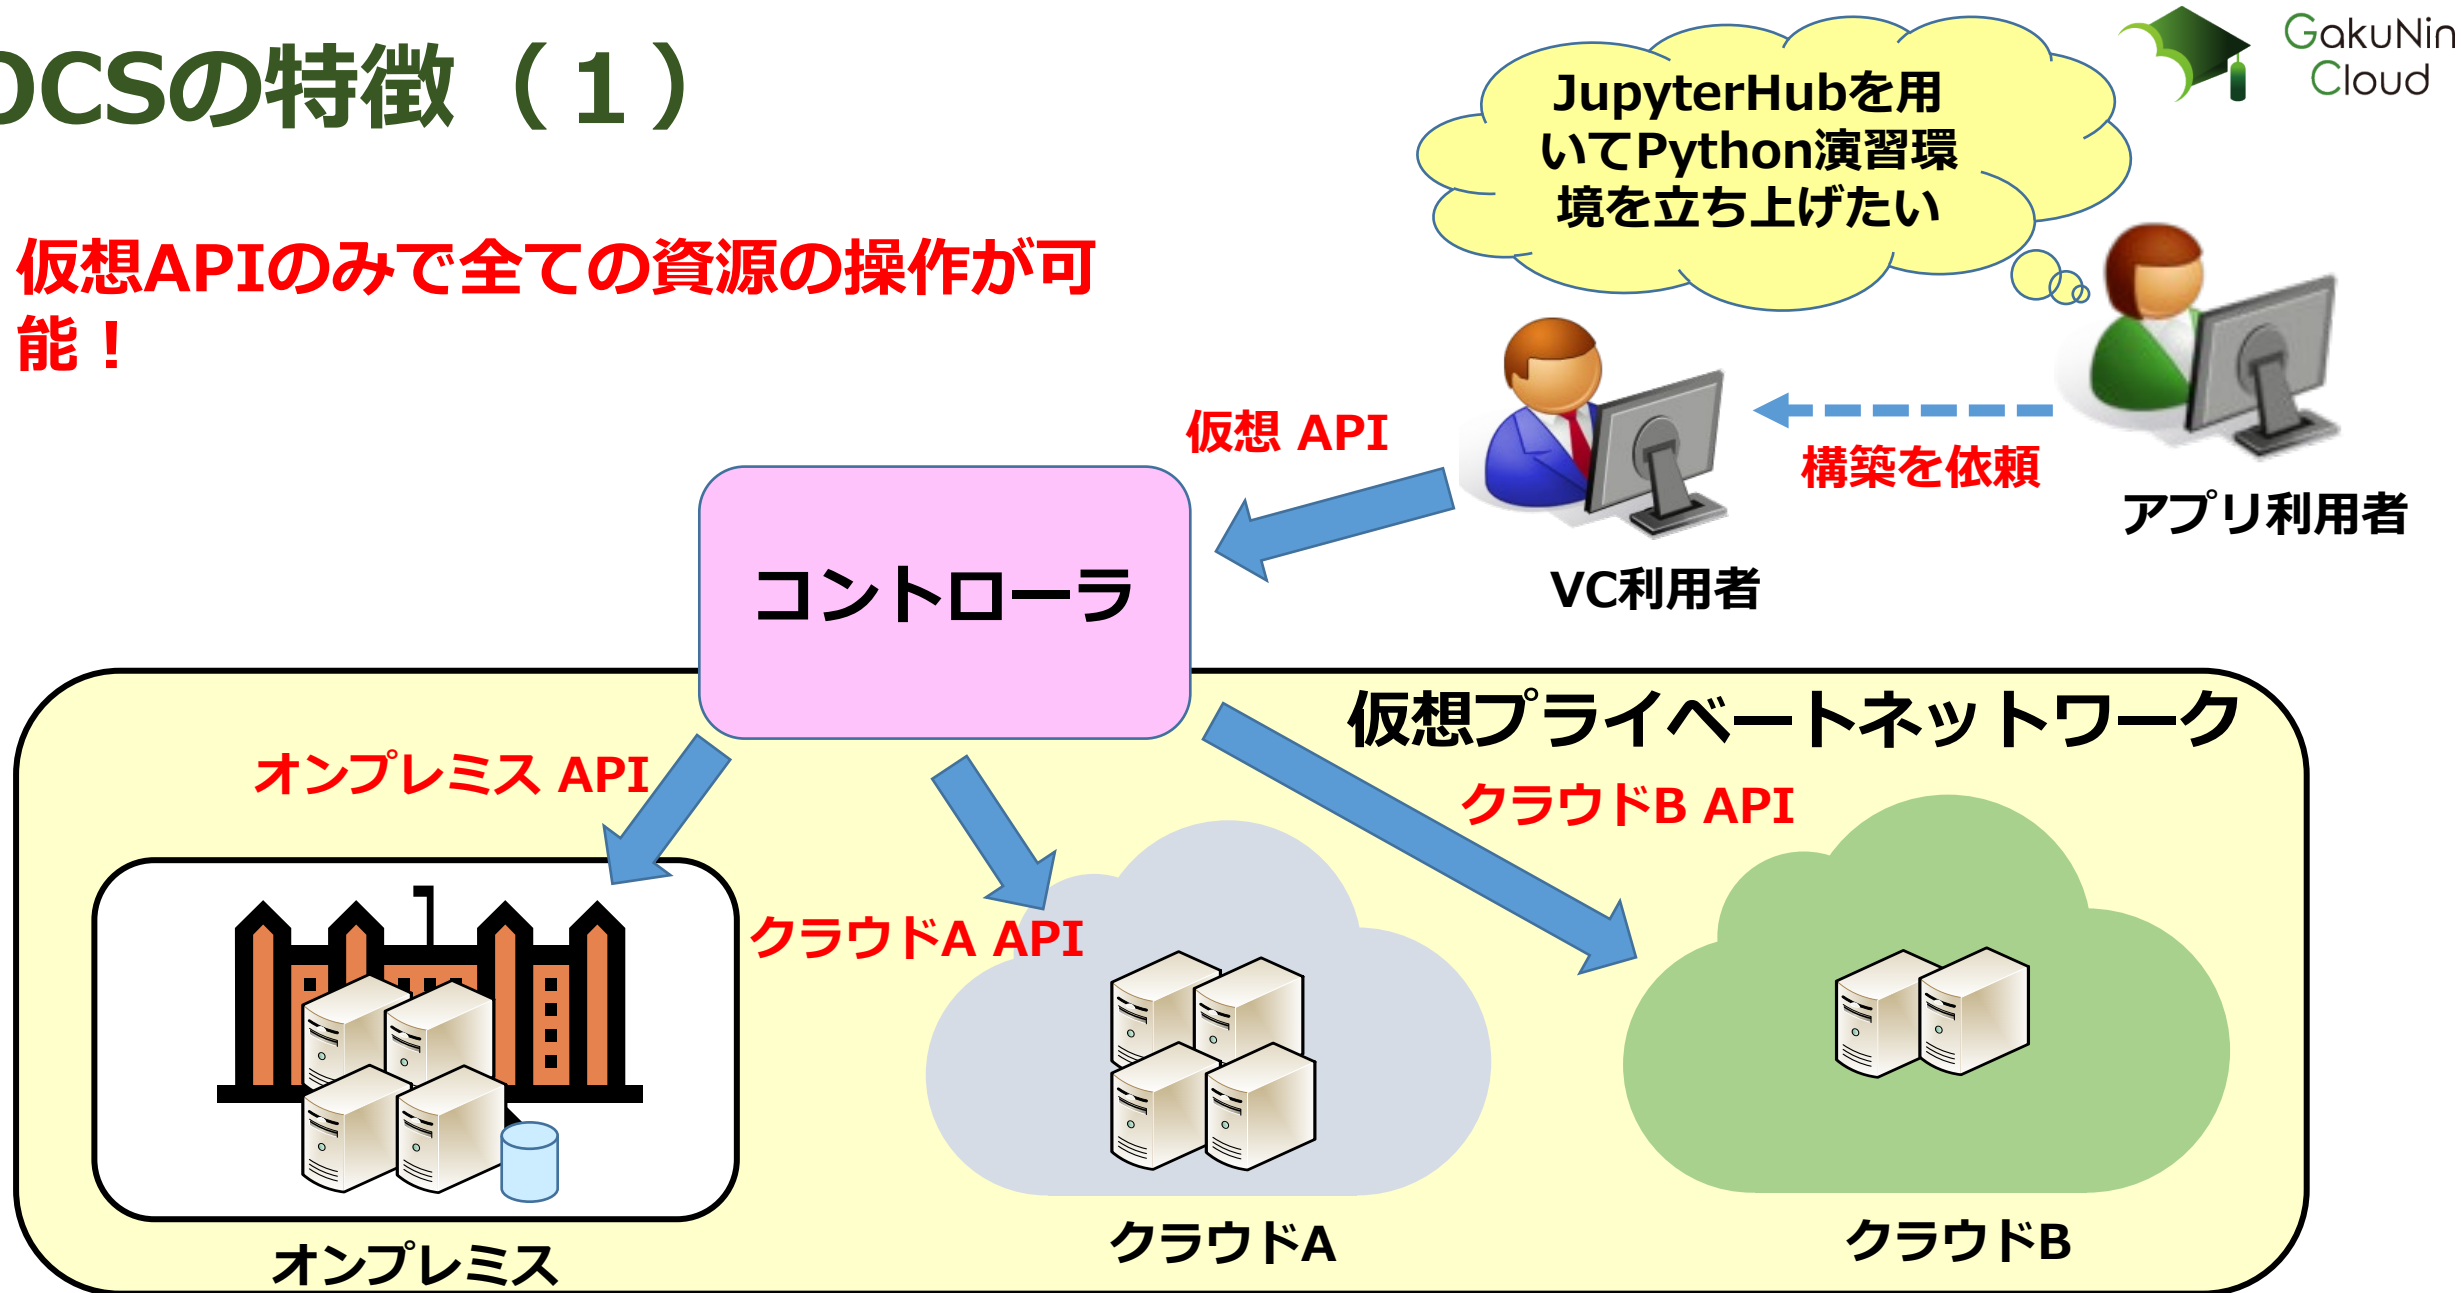 OCSの特徴（１）
GakuNin
Cloud
JupyterHubを用
いてPython演習環
境を立ち上げたい
仮想APIのみで全ての資源の操作が可
能！
仮想 API
構築を依頼
アプリ利用者
VC利用者
コントローラ
仮想プライベートネットワーク
オンプレミス API
クラウドB API
クラウドA API
オンプレミス
クラウドA
クラウドB